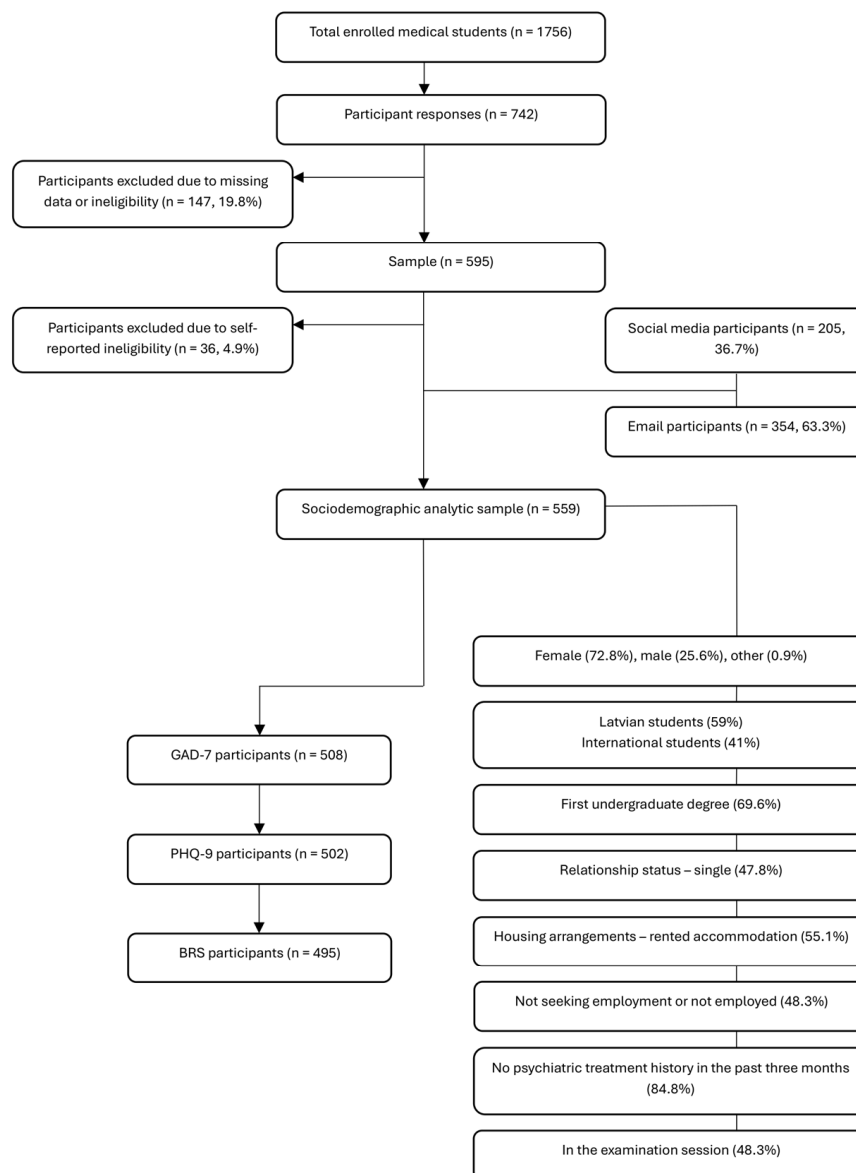 Total enrolled medical students (n = 1756)
Participant responses (n = 742)
Participants excluded due to missing
data or ineligibility (n = 147, 19.8%)
Sample (n = 595)
Participants excluded due to self-
reported ineligibility (n = 36, 4.9%)
Social media participants (n = 205,
36.7%)
Email participants (n = 354, 63.3%)
Sociodemographic analytic sample (n = 559)
Female (72.8%), male (25.6%), other (0.9%)
Latvian students (59%)
International students (41%)
First undergraduate degree (69.6%)
Relationship status – single (47.8%)
Housing arrangements – rented accommodation (55.1%)
Not seeking employment or not employed (48.3%)
No psychiatric treatment history in the past three months
(84.8%)
In the examination session (48.3%)
GAD-7 participants (n = 508)
PHQ-9 participants (n = 502)
BRS participants (n = 495)